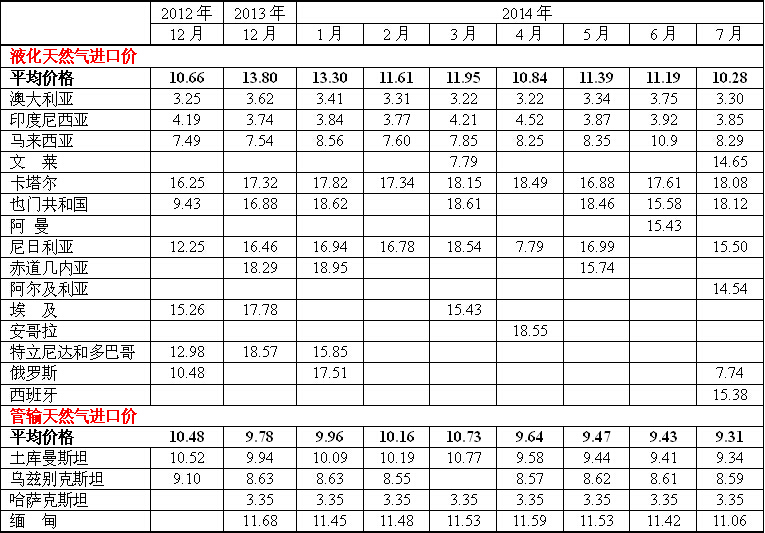 2012 年 2013 年 2014 年
12 月 12 月 1 月 2 月 3 月 4 月 5 月 6 月 7 月
液化天然气进口价
平均价格 10.66 13.80 13.30 11.61 11.95 10.84 11.39 11.19 10.28
澳大利亚 3.25 3.62 3.41 3.31 3.22 3.22 3.34 3.75 3.30
印度尼西亚 4.19 3.74 3.84 3.77 4.21 4.52 3.87 3.92 3.85
马来西亚 7.49 7.54 8.56 7.60 7.85 8.25 8.35 10.9 8.29
文 莱 7.79 14.65
卡塔尔 16.25 17.32 17.82 17.34 18.15 18.49 16.88 17.61 18.08
也门共和国 9.43 16.88 18.62 18.61 18.46 15.58 18.12
阿 曼 15.43
尼日利亚 12.25 16.46 16.94 16.78 18.54 7.79 16.99 15.50
赤道几内亚 18.29 18.95 15.74
阿尔及利亚 14.54
埃 及 15.26 17.78 15.43
安哥拉 18.55
特立尼达和多巴哥 12.98 18.57 15.85
俄罗斯 10.48 17.51 7.74
西班牙 15.38
管输天然气进口价
平均价格 10.48 9.78 9.96 10.16 10.73 9.64 9.47 9.43 9.31
土库曼斯坦 10.52 9.94 10.09 10.19 10.77 9.58 9.44 9.41 9.34
乌兹别克斯坦 9.10 8.63 8.63 8.55 8.57 8.62 8.61 8.59
哈萨克斯坦 3.35 3.35 3.35 3.35 3.35 3.35 3.35 3.35
缅 甸 11.68 11.45 11.48 11.53 11.59 11.53 11.42 11.06